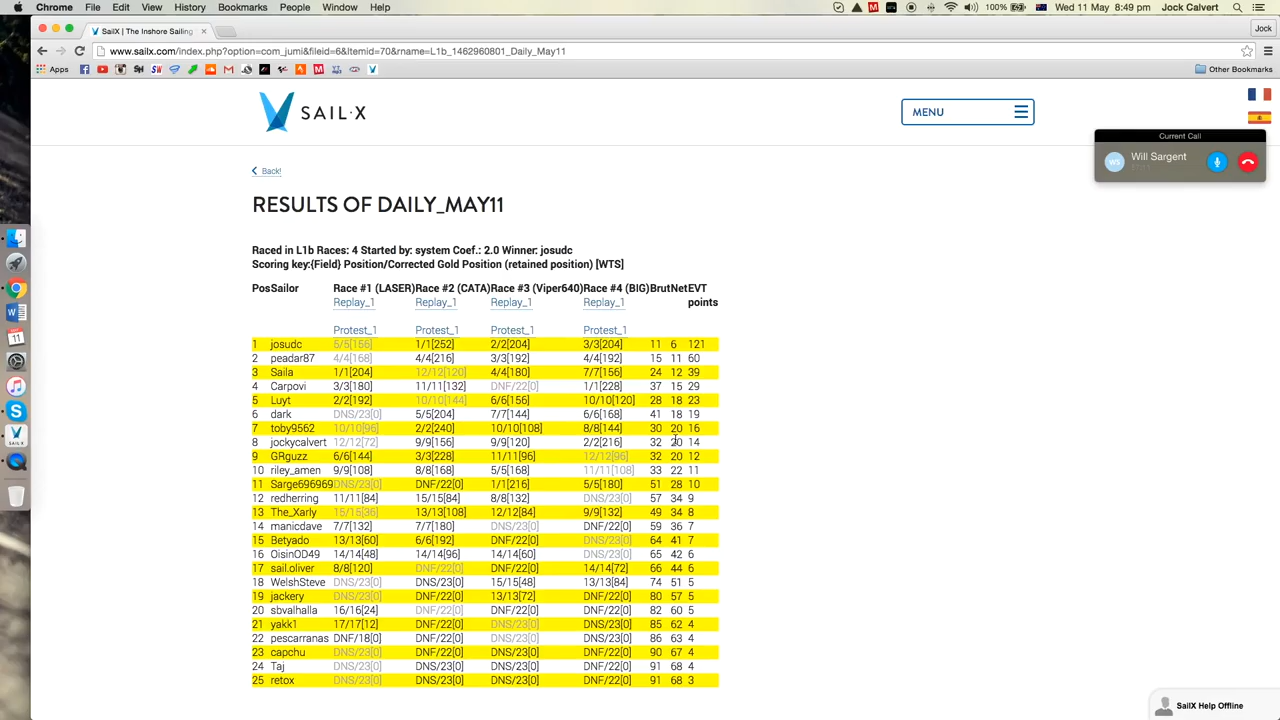 Chrome File Edit View History Bookmarks People Window Help 100% Wed 11 May 8:49 pm Jock Calvert
SailX | The Inshore Sailing × Jock
www.sailx.com/index.php?option=com_jumi&fileid=6&Itemid=70&rname=L1b_1462960801_Daily_May11
Apps Other Bookmarks
SAIL·X
MENU
Current Call
WS Will Sargent
Back!
RESULTS OF DAILY_MAY11
Raced in L1b Races: 4 Started by: system Coef.: 2.0 Winner: josudc
Scoring key:{Field} Position/Corrected Gold Position (retained position) [WTS]
PosSailor Race #1 (LASER)Race #2 (CATA)Race #3 (Viper640)Race #4 (BIG)BrutNetEVT
Replay_1 Replay_1 Replay_1 Replay_1 points
Protest_1 Protest_1 Protest_1 Protest_1
1 josudc 5/5[156] 1/1[252] 2/2[204] 3/3[204] 11 6 121
2 peadar87 4/4[168] 4/4[216] 3/3[192] 4/4[192] 15 11 60
3 Saila 1/1[204] 12/12[120] 4/4[180] 7/7[156] 24 12 39
4 Carpovi 3/3[180] 11/11[132] DNF/22[0] 1/1[228] 37 15 29
5 Luyt 2/2[192] 10/10[144] 6/6[156] 10/10[120] 28 18 23
6 dark DNS/23[0] 5/5[204] 7/7[144] 6/6[168] 41 18 19
7 toby9562 10/10[96] 2/2[240] 10/10[108] 8/8[144] 30 20 16
8 jockycalvert 12/12[72] 9/9[156] 9/9[120] 2/2[216] 32 20 14
9 GRguzz 6/6[144] 3/3[228] 11/11[96] 12/12[96] 32 20 12
10 riley_amen 9/9[108] 8/8[168] 5/5[168] 11/11[108] 33 22 11
11 Sarge696969DNS/23[0] DNF/22[0] 1/1[216] 5/5[180] 51 28 10
12 redherring 11/11[84] 15/15[84] 8/8[132] DNS/23[0] 57 34 9
13 The_Xarly 15/15[36] 13/13[108] 12/12[84] 9/9[132] 49 34 8
14 manicdave 7/7[132] 7/7[180] DNS/23[0] DNF/22[0] 59 36 7
15 Betyado 13/13[60] 6/6[192] DNF/22[0] DNS/23[0] 64 41 7
16 OisinOD49 14/14[48] 14/14[96] 14/14[60] DNS/23[0] 65 42 6
17 sail.oliver 8/8[120] DNF/22[0] DNF/22[0] 14/14[72] 66 44 6
18 WelshSteve DNS/23[0] DNS/23[0] 15/15[48] 13/13[84] 74 51 5
19 jackery DNS/23[0] DNF/22[0] 13/13[72] DNF/22[0] 80 57 5
20 sbvalhalla 16/16[24] DNF/22[0] DNF/22[0] DNF/22[0] 82 60 5
21 yakk1 17/17[12] DNF/22[0] DNS/23[0] DNS/23[0] 85 62 4
22 pescarranas DNF/18[0] DNF/22[0] DNS/23[0] DNS/23[0] 86 63 4
23 capchu DNS/23[0] DNF/22[0] DNS/23[0] DNF/22[0] 90 67 4
24 Taj DNS/23[0] DNS/23[0] DNS/23[0] DNF/22[0] 91 68 4
25 retox DNS/23[0] DNS/23[0] DNF/22[0] DNF/22[0] 91 68 3
SailX Help Offline